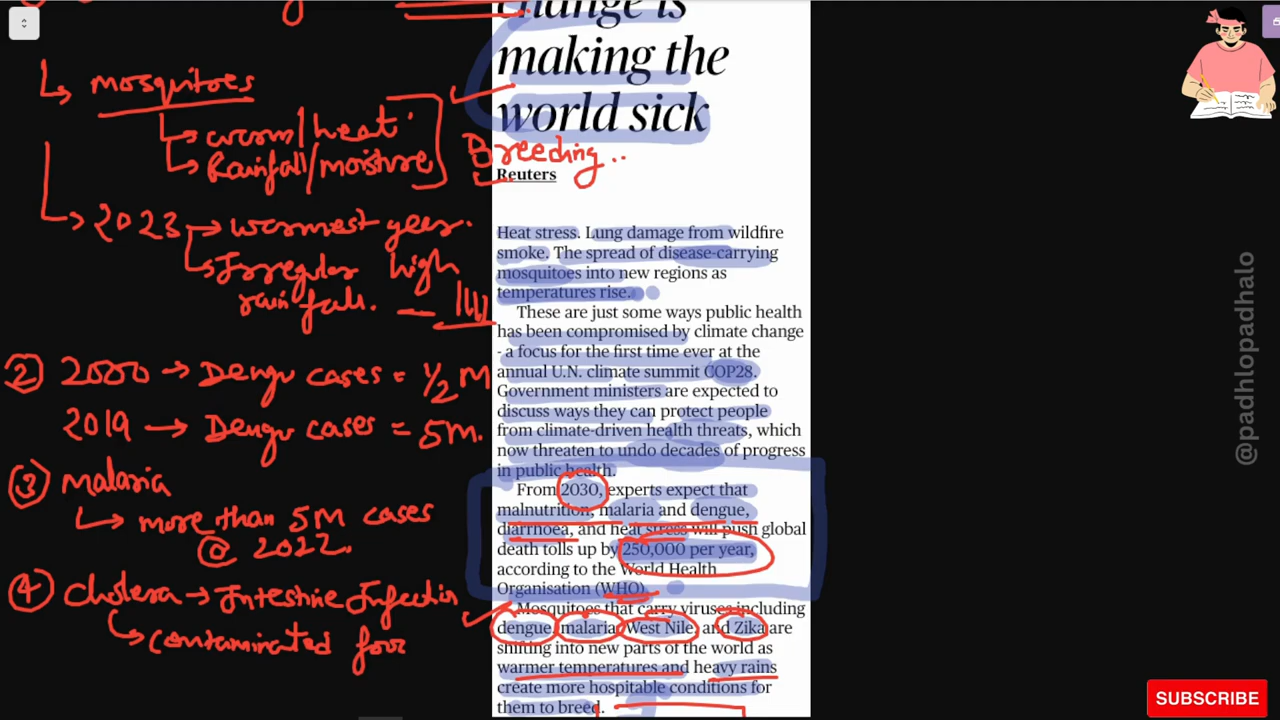 mosquitoes
warm/heat
Rainfall/moisture
Breeding..
2023 → warmest year.
Irregular high
rainfall.
② 2000 → Dengu cases = 1/2 M
2019 → Dengu cases = 5M.
③ malaria
more than 5M cases
@ 2022.
④ Cholera → Intestine Infection
contaminated foo
change is
making the
world sick
Reuters
Heat stress. Lung damage from wildfire
smoke. The spread of disease-carrying
mosquitoes into new regions as
temperatures rise.
These are just some ways public health
has been compromised by climate change
- a focus for the first time ever at the
annual U.N. climate summit COP28.
Government ministers are expected to
discuss ways they can protect people
from climate-driven health threats, which
now threaten to undo decades of progress
in public health.
From 2030, experts expect that
malnutrition, malaria and dengue,
diarrhoea, and heat stress will push global
death tolls up by 250,000 per year,
according to the World Health
Organisation (WHO).
Mosquitoes that carry viruses including
dengue, malaria, West Nile, and Zika are
shifting into new parts of the world as
warmer temperatures and heavy rains
create more hospitable conditions for
them to breed.
@padhlopadhalo
SUBSCRIBE